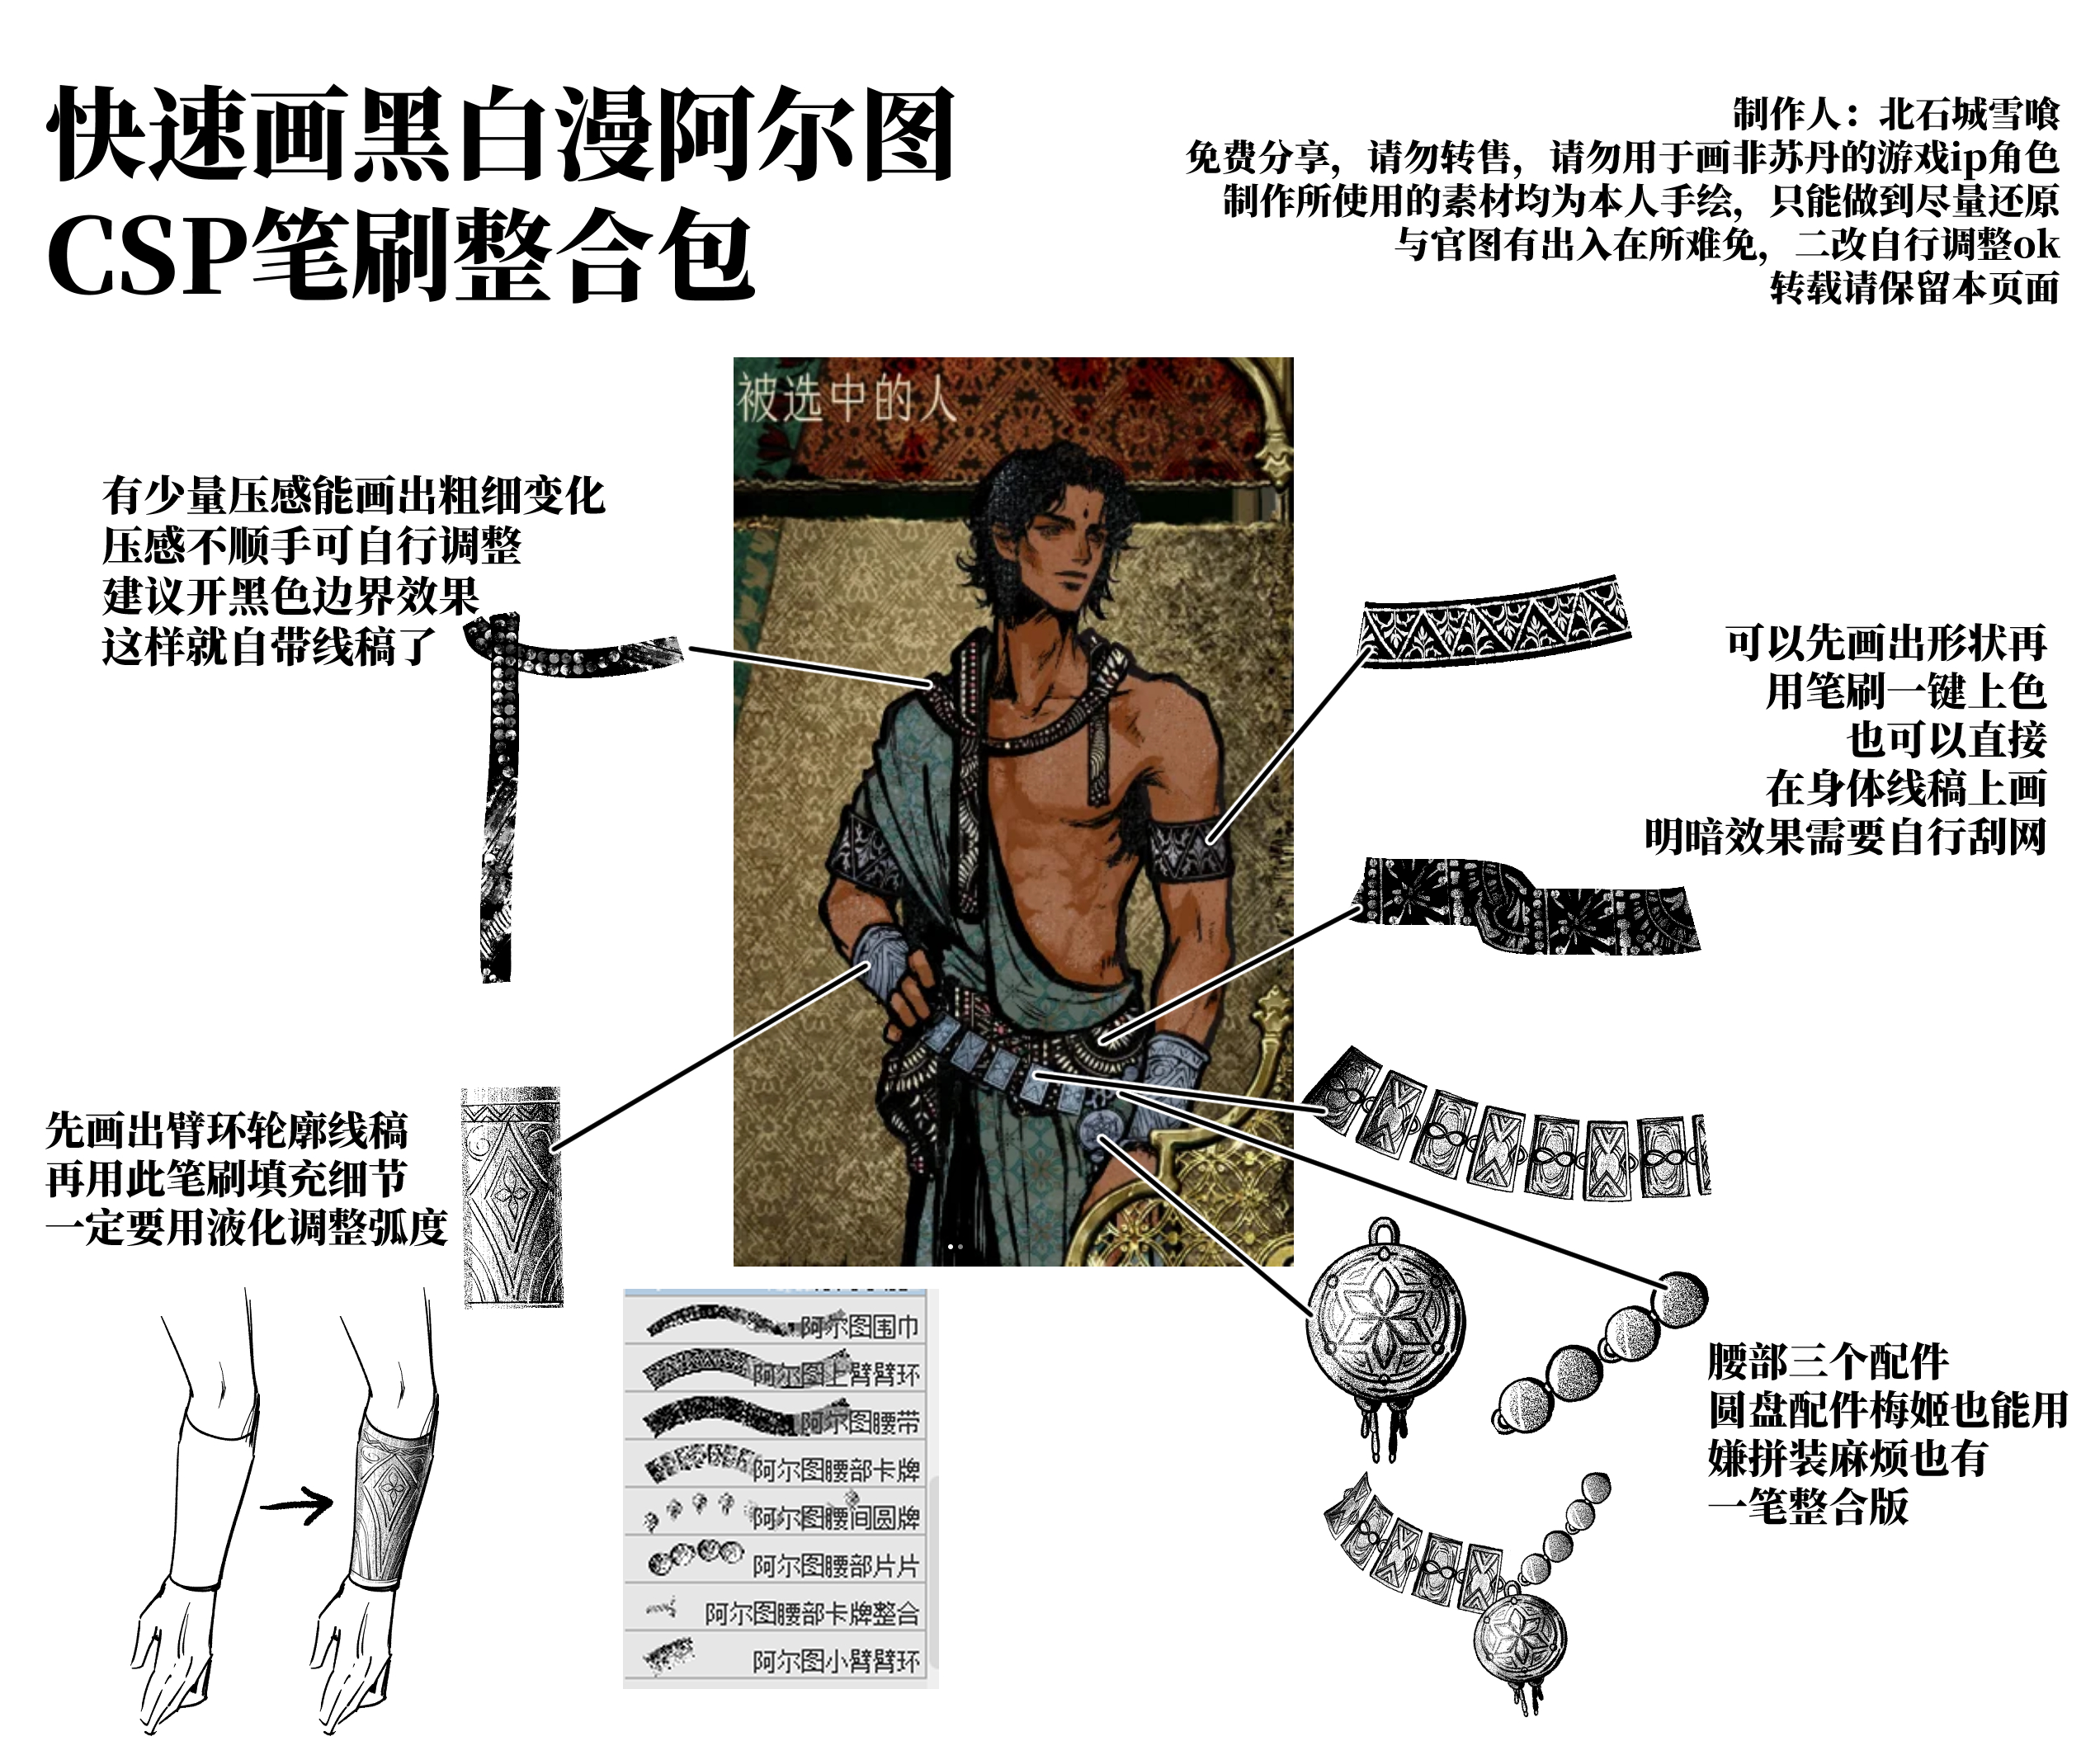 快速画黑白漫阿尔图
CSP笔刷整合包
制作人：北石城雪喰
免费分享，请勿转售，请勿用于画非苏丹的游戏ip角色
制作所使用的素材均为本人手绘，只能做到尽量还原
与官图有出入在所难免，二改自行调整ok
转载请保留本页面
被选中的人
有少量压感能画出粗细变化
压感不顺手可自行调整
建议开黑色边界效果
这样就自带线稿了
可以先画出形状再
用笔刷一键上色
也可以直接
在身体线稿上画
明暗效果需要自行刮网
先画出臂环轮廓线稿
再用此笔刷填充细节
一定要用液化调整弧度
阿尔图围巾
阿尔图上臂臂环
阿尔图腰带
阿尔图腰部卡牌
阿尔图腰间圆牌
阿尔图腰部片片
阿尔图腰部卡牌整合
阿尔图小臂臂环
腰部三个配件
圆盘配件梅姬也能用
嫌拼装麻烦也有
一笔整合版